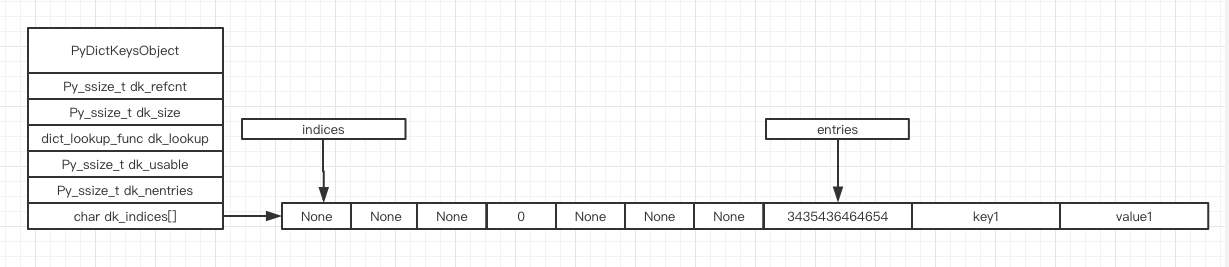 PyDictKeysObject
Py_ssize_t dk_refcnt
Py_ssize_t dk_size
dict_lookup_func dk_lookup
Py_ssize_t dk_usable
Py_ssize_t dk_nentries
char dk_indices[]
indices
entries
None None None 0 None None None 3435436464654 key1 value1